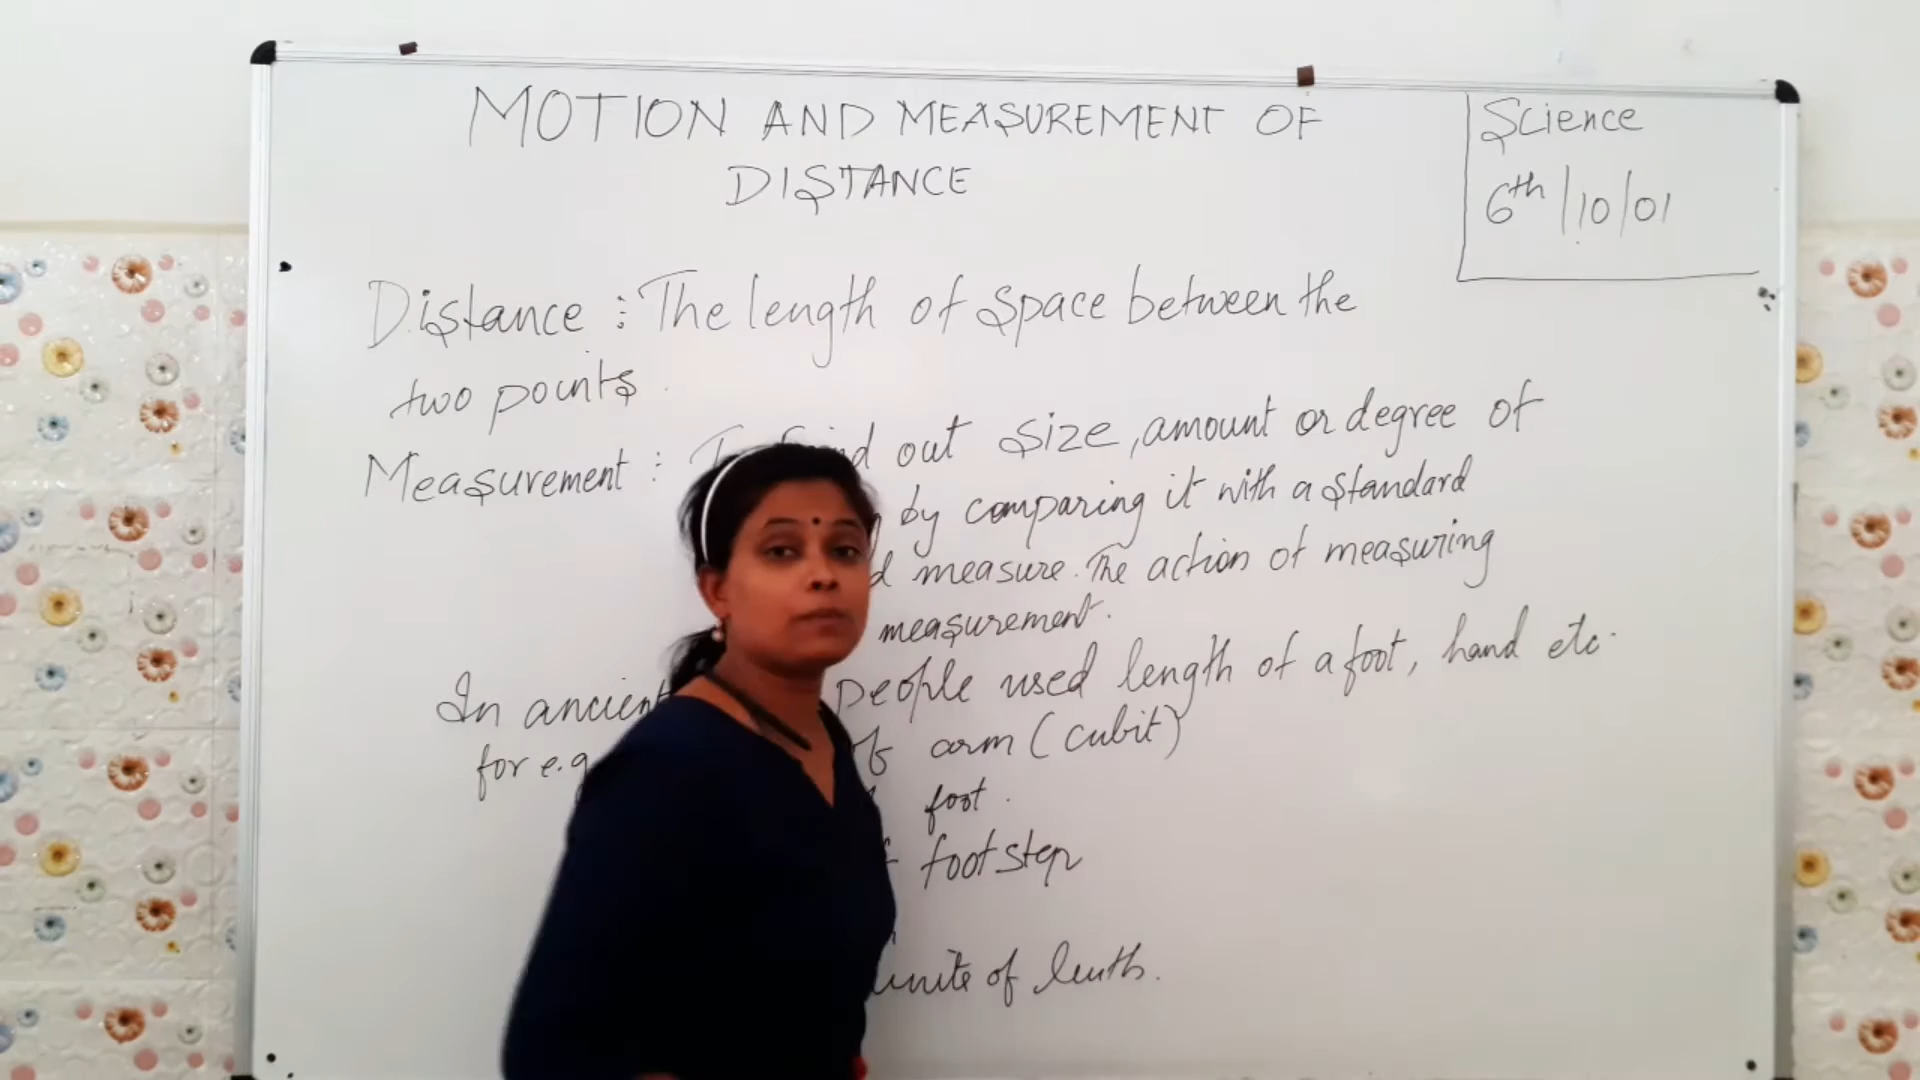 MOTION AND MEASUREMENT OF
DISTANCE
Science
6th/10/01
Distance : The length of space between the
two points.
Measurement : out size, amount or degree of
by comparing it with a standard
measure. The action of measuring
measurement.
In ancient people used length of a foot, hand etc.
for e.g of arm (cubit)
foot.
footstep
units of lenth.